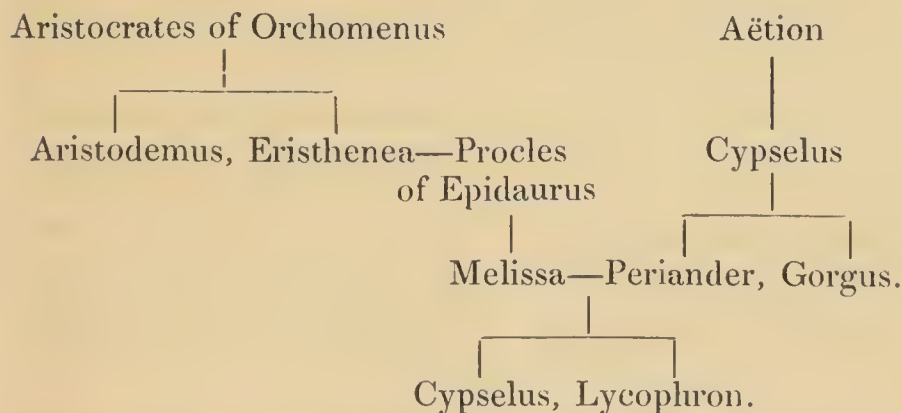 Aristocrates of Orchomenus Aëtion
Aristodemus, Eristhenea—Procles Cypselus
of Epidaurus
Melissa—Periander, Gorgus.
Cypselus, Lycophron.